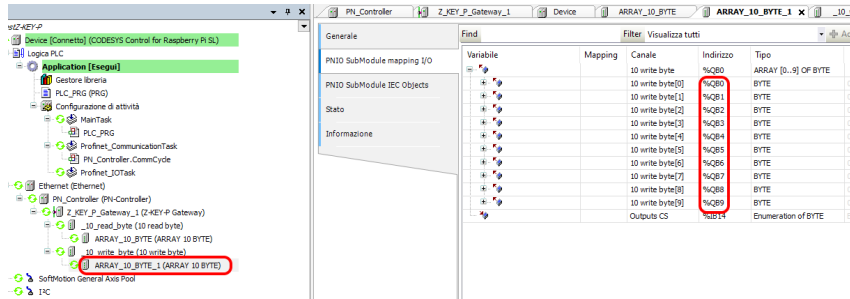 PN_Controller
Z_KEY_P_Gateway_1
Device
ARRAY_10_BYTE
ARRAY_10_BYTE_1
_10_
estZ-KEY-P
Device [Connetto] (CODESYS Control for Raspberry Pi SL)
Logica PLC
Application [Esegui]
Gestore libreria
PLC_PRG (PRG)
Configurazione di attività
MainTask
PLC_PRG
Profinet_CommunicationTask
PN_Controller.CommCycle
Profinet_IOTask
Ethernet (Ethernet)
PN_Controller (PN-Controller)
Z_KEY_P_Gateway_1 (Z-KEY-P Gateway)
_10_read_byte (10 read byte)
ARRAY_10_BYTE (ARRAY 10 BYTE)
_10_write_byte (10 write byte)
ARRAY_10_BYTE_1 (ARRAY 10 BYTE)
SoftMotion General Axis Pool
I²C
Generale
PNIO SubModule mapping I/O
PNIO SubModule IEC Objects
Stato
Informazione
Find Filter Visualizza tutti Ad
Variabile Mapping Canale Indirizzo Tipo
10 write byte %QB0 ARRAY [0..9] OF BYTE
10 write byte[0] %QB0 BYTE
10 write byte[1] %QB1 BYTE
10 write byte[2] %QB2 BYTE
10 write byte[3] %QB3 BYTE
10 write byte[4] %QB4 BYTE
10 write byte[5] %QB5 BYTE
10 write byte[6] %QB6 BYTE
10 write byte[7] %QB7 BYTE
10 write byte[8] %QB8 BYTE
10 write byte[9] %QB9 BYTE
Outputs CS %IB14 Enumeration of BYTE